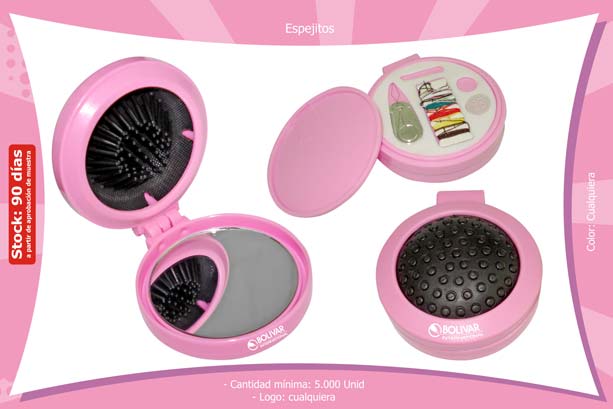 Espejitos
Stock: 90 días
a partir de aprobación de muestra
Color: Cualquiera
BOLIVAR
BOLIVAR
INTERNATIONAL
- Cantidad mínima: 5.000 Unid
- Logo: cualquiera